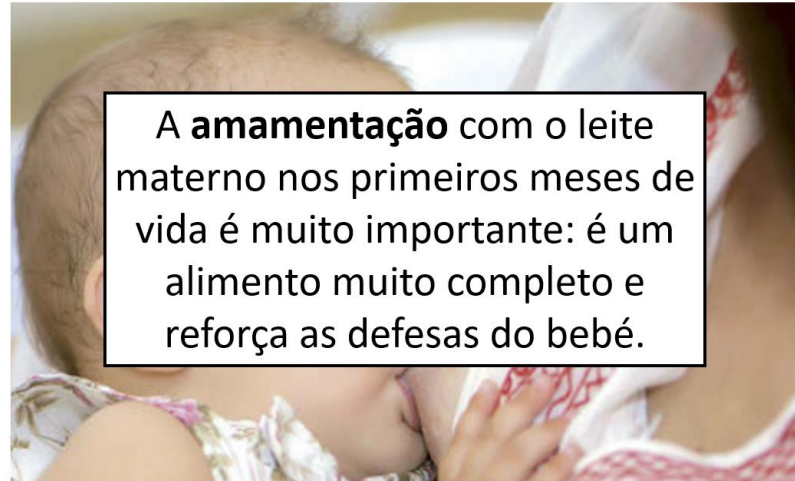 A amamentação com o leite
materno nos primeiros meses de
vida é muito importante: é um
alimento muito completo e
reforça as defesas do bebé.